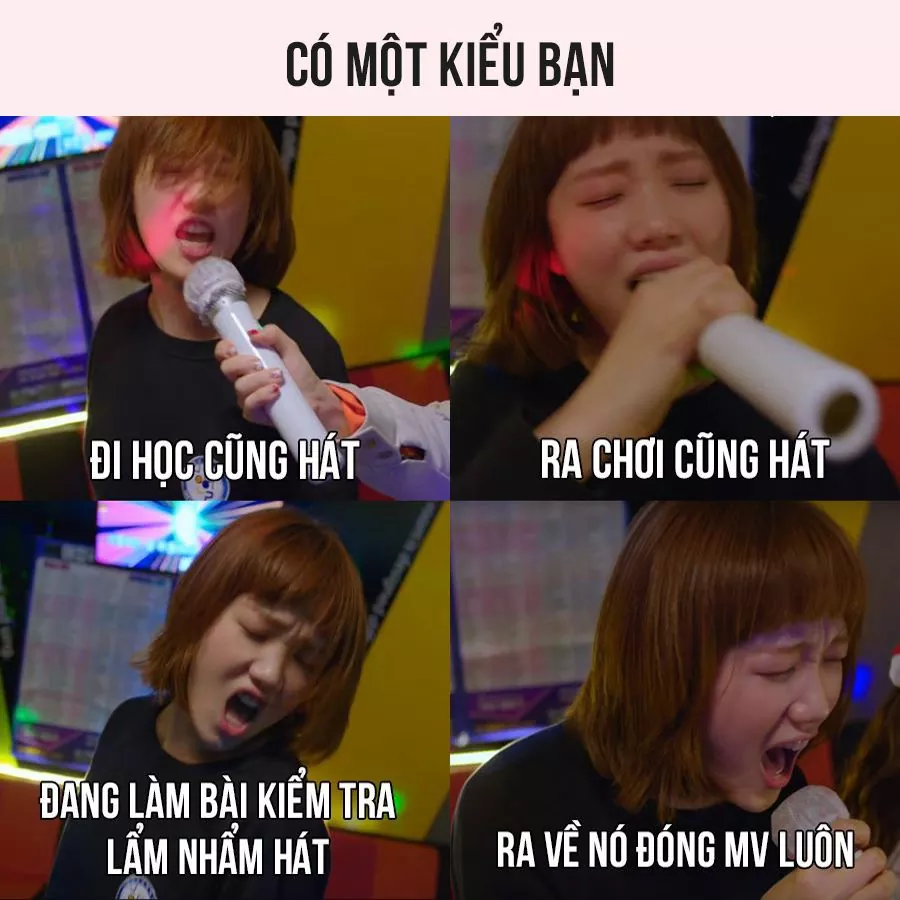 CÓ MỘT KIỂU BẠN
ĐI HỌC CŨNG HÁT
RA CHƠI CŨNG HÁT
ĐANG LÀM BÀI KIỂM TRA
LẨM NHẨM HÁT
RA VỀ NÓ ĐÓNG MV LUÔN